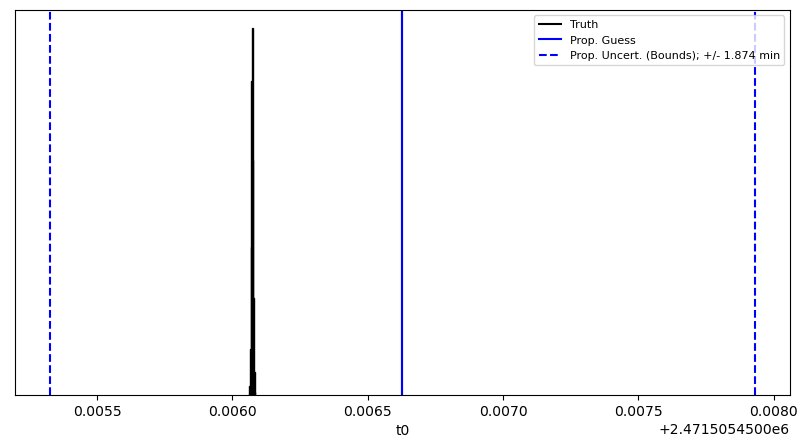 Truth
Prop. Guess
Prop. Uncert. (Bounds); +/- 1.874 min
0.0055 0.0060 0.0065 0.0070 0.0075 0.0080
t0
+2.4715054500e6